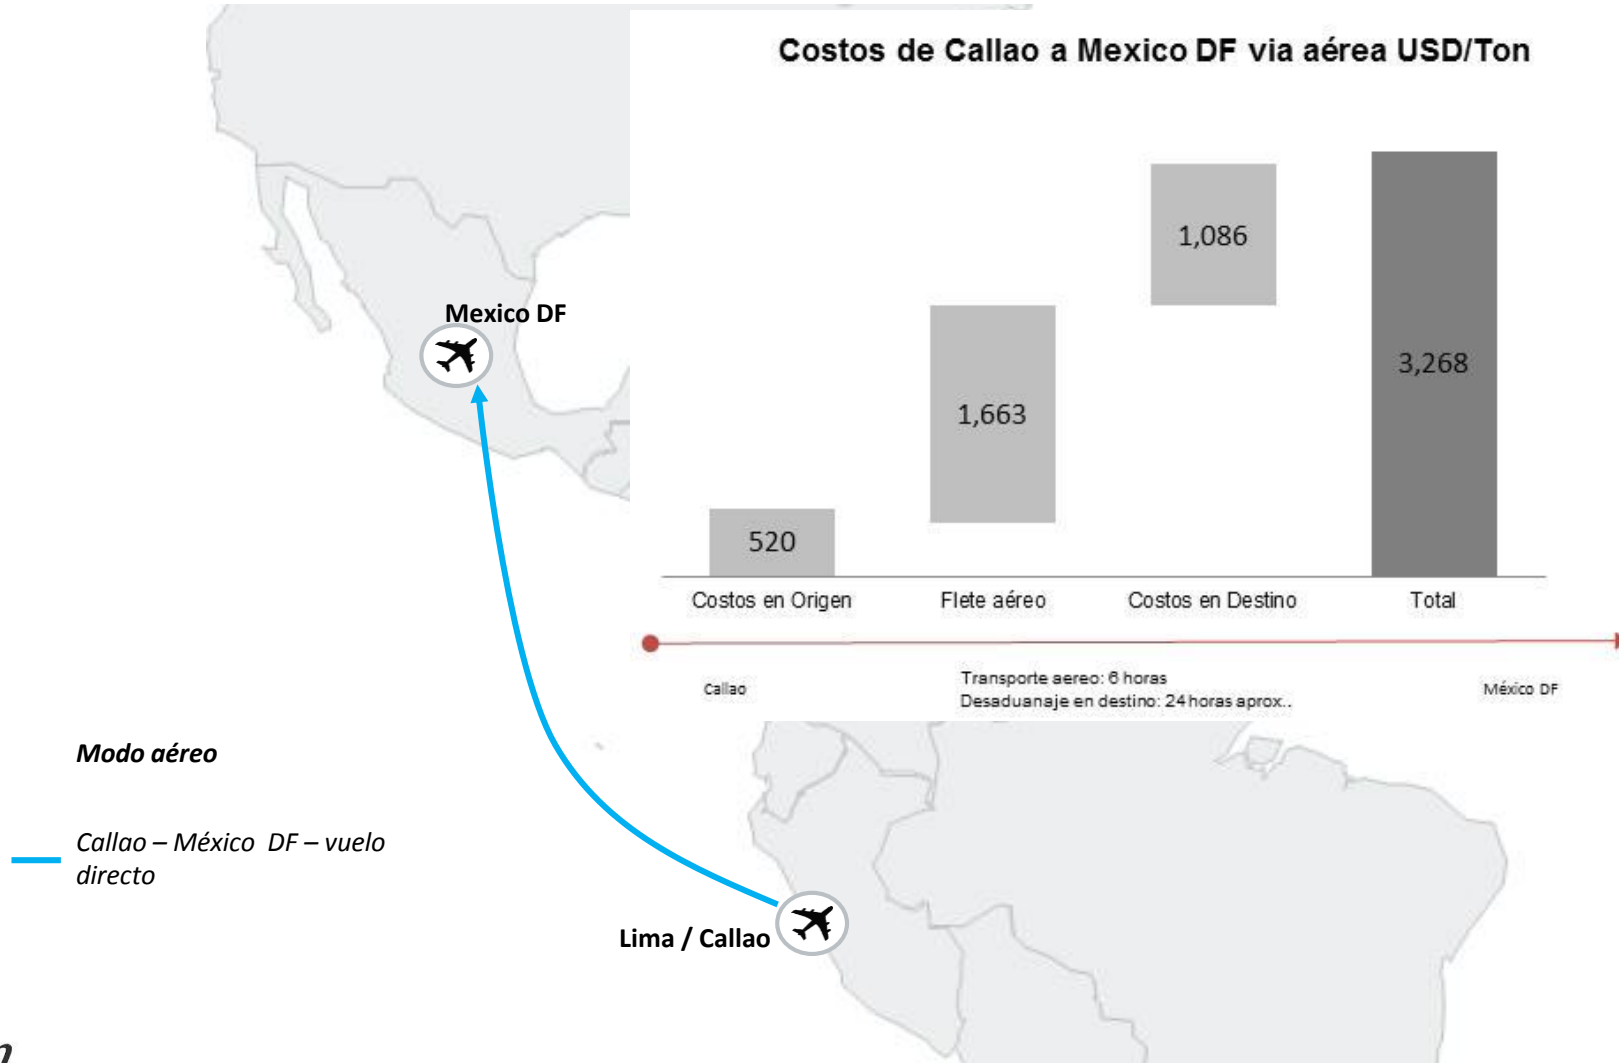 Costos de Callao a Mexico DF via aérea USD/Ton
1,086
3,268
1,663
520
Costos en Origen
Flete aéreo
Costos en Destino
Total
Callao
Transporte aereo: 6 horas
Desaduanaje en destino: 24 horas aprox..
México DF
Mexico DF
Modo aéreo
Callao – México DF – vuelo
directo
Lima / Callao